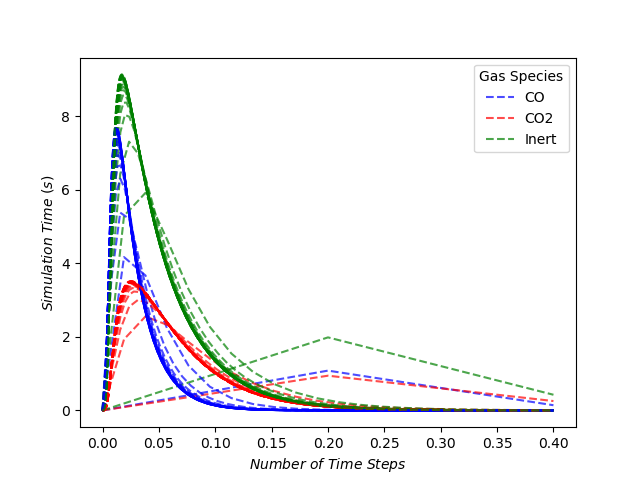 Gas Species
CO
CO2
Inert
8
6
4
2
0
Simulation Time (s)
0.00 0.05 0.10 0.15 0.20 0.25 0.30 0.35 0.40
Number of Time Steps